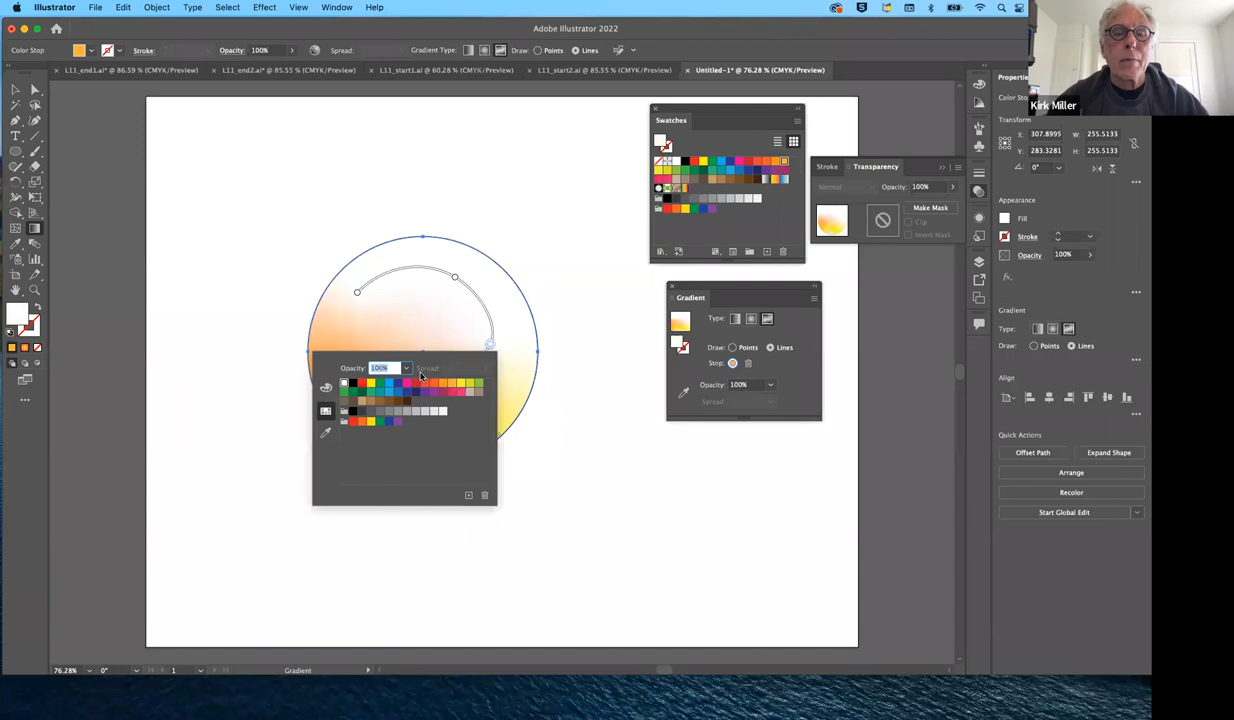 Illustrator File Edit Object Type Select Effect View Window Help
Adobe Illustrator 2022
Color Stop Stroke: Opacity: 100% Spread: Gradient Type: Draw: Points Lines
L11_end1.ai* @ 86.59 % (CMYK/Preview) L11_end2.ai* @ 85.55 % (CMYK/Preview) L11_start1.ai @ 60.28 % (CMYK/Preview) L11_start2.ai @ 85.55 % (CMYK/Preview) Untitled-1* @ 76.28 % (CMYK/Preview)
Kirk Miller
Properties
Color Sto
Transform
X: 307.8995 W: 255.5133
Y: 283.3281 H: 255.5133
0°
Appearance
Fill
Stroke
Opacity 100%
fx.
Gradient
Type:
Draw: Points Lines
Align
Quick Actions
Offset Path Expand Shape
Arrange
Recolor
Start Global Edit
Swatches
Stroke Transparency
Normal Opacity: 100%
Make Mask
Clip
Invert Mask
Gradient
Type:
Draw: Points Lines
Stop:
Opacity: 100%
Spread:
Opacity: 100% Spread
76.28% 0° 1 Gradient